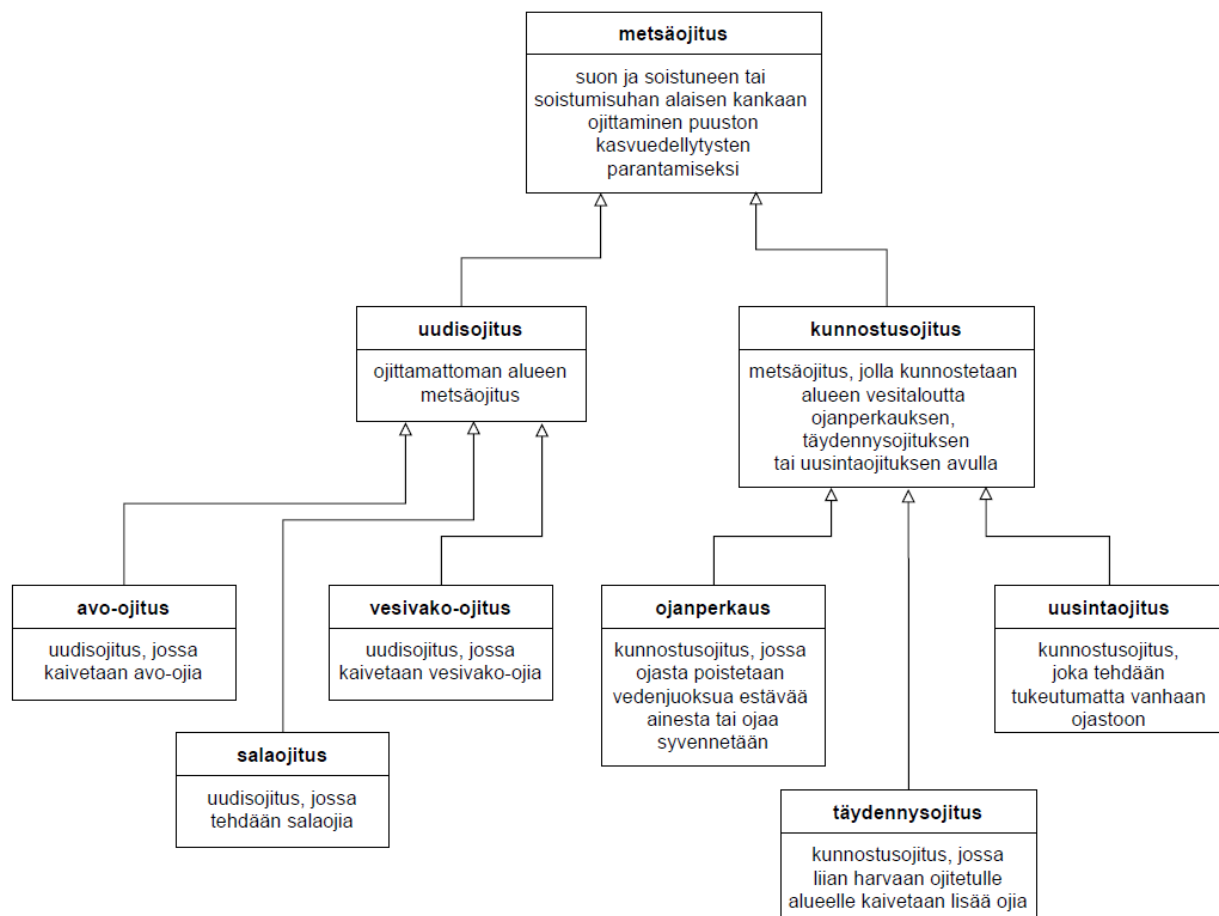 metsäojitus
suon ja soistuneen tai
soistumisuhan alaisen kankaan
ojittaminen puuston
kasvuedellytysten
parantamiseksi
uudisojitus
ojittamattoman alueen
metsäojitus
kunnostusojitus
metsäojitus, jolla kunnostetaan
alueen vesitaloutta
ojanperkauksen,
täydennysojituksen
tai uusintaojituksen avulla
avo-ojitus
uudisojitus, jossa
kaivetaan avo-ojia
salaojitus
uudisojitus, jossa
tehdään salaojia
vesivako-ojitus
uudisojitus, jossa
kaivetaan vesivako-ojia
ojanperkaus
kunnostusojitus, jossa
ojasta poistetaan
vedenjuoksua estävää
ainesta tai ojaa
syvennetään
täydennysojitus
kunnostusojitus, jossa
liian harvaan ojitetulle
alueelle kaivetaan lisää ojia
uusintaojitus
kunnostusojitus,
joka tehdään
tukeutumatta vanhaan
ojastoon